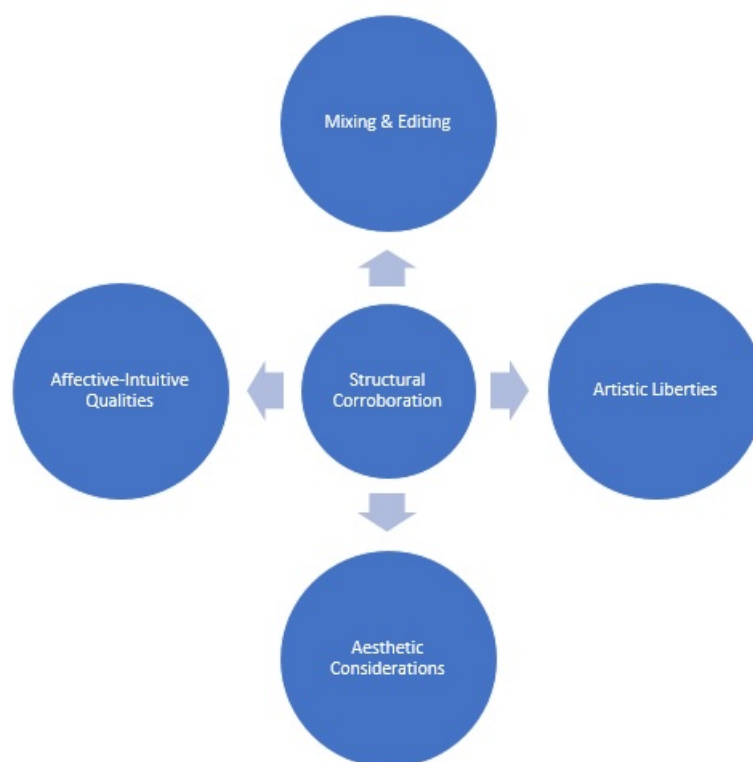 Mixing & Editing
Affective-Intuitive
Qualities
Structural
Corroboration
Artistic Liberties
Aesthetic
Considerations